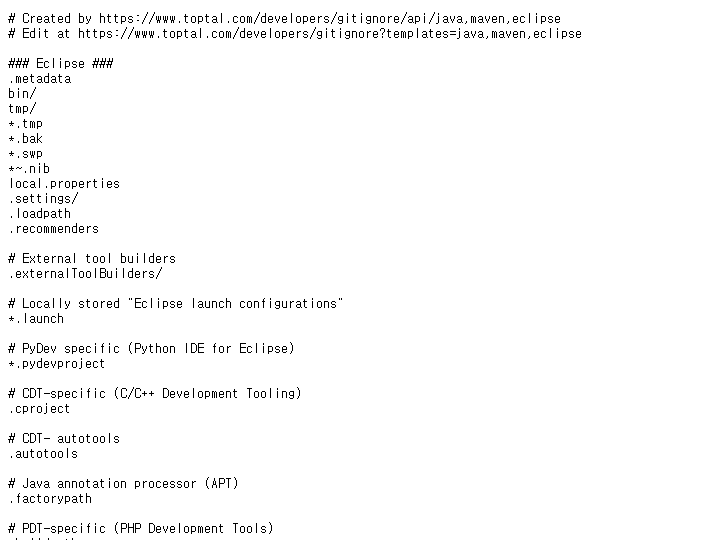 # Created by https://www.toptal.com/developers/gitignore/api/java,maven,eclipse
# Edit at https://www.toptal.com/developers/gitignore?templates=java,maven,eclipse

### Eclipse ###
.metadata
bin/
tmp/
*.tmp
*.bak
*.swp
*~.nib
local.properties
.settings/
.loadpath
.recommenders

# External tool builders
.externalToolBuilders/

# Locally stored "Eclipse launch configurations"
*.launch

# PyDev specific (Python IDE for Eclipse)
*.pydevproject

# CDT-specific (C/C++ Development Tooling)
.cproject

# CDT- autotools
.autotools

# Java annotation processor (APT)
.factorypath

# PDT-specific (PHP Development Tools)